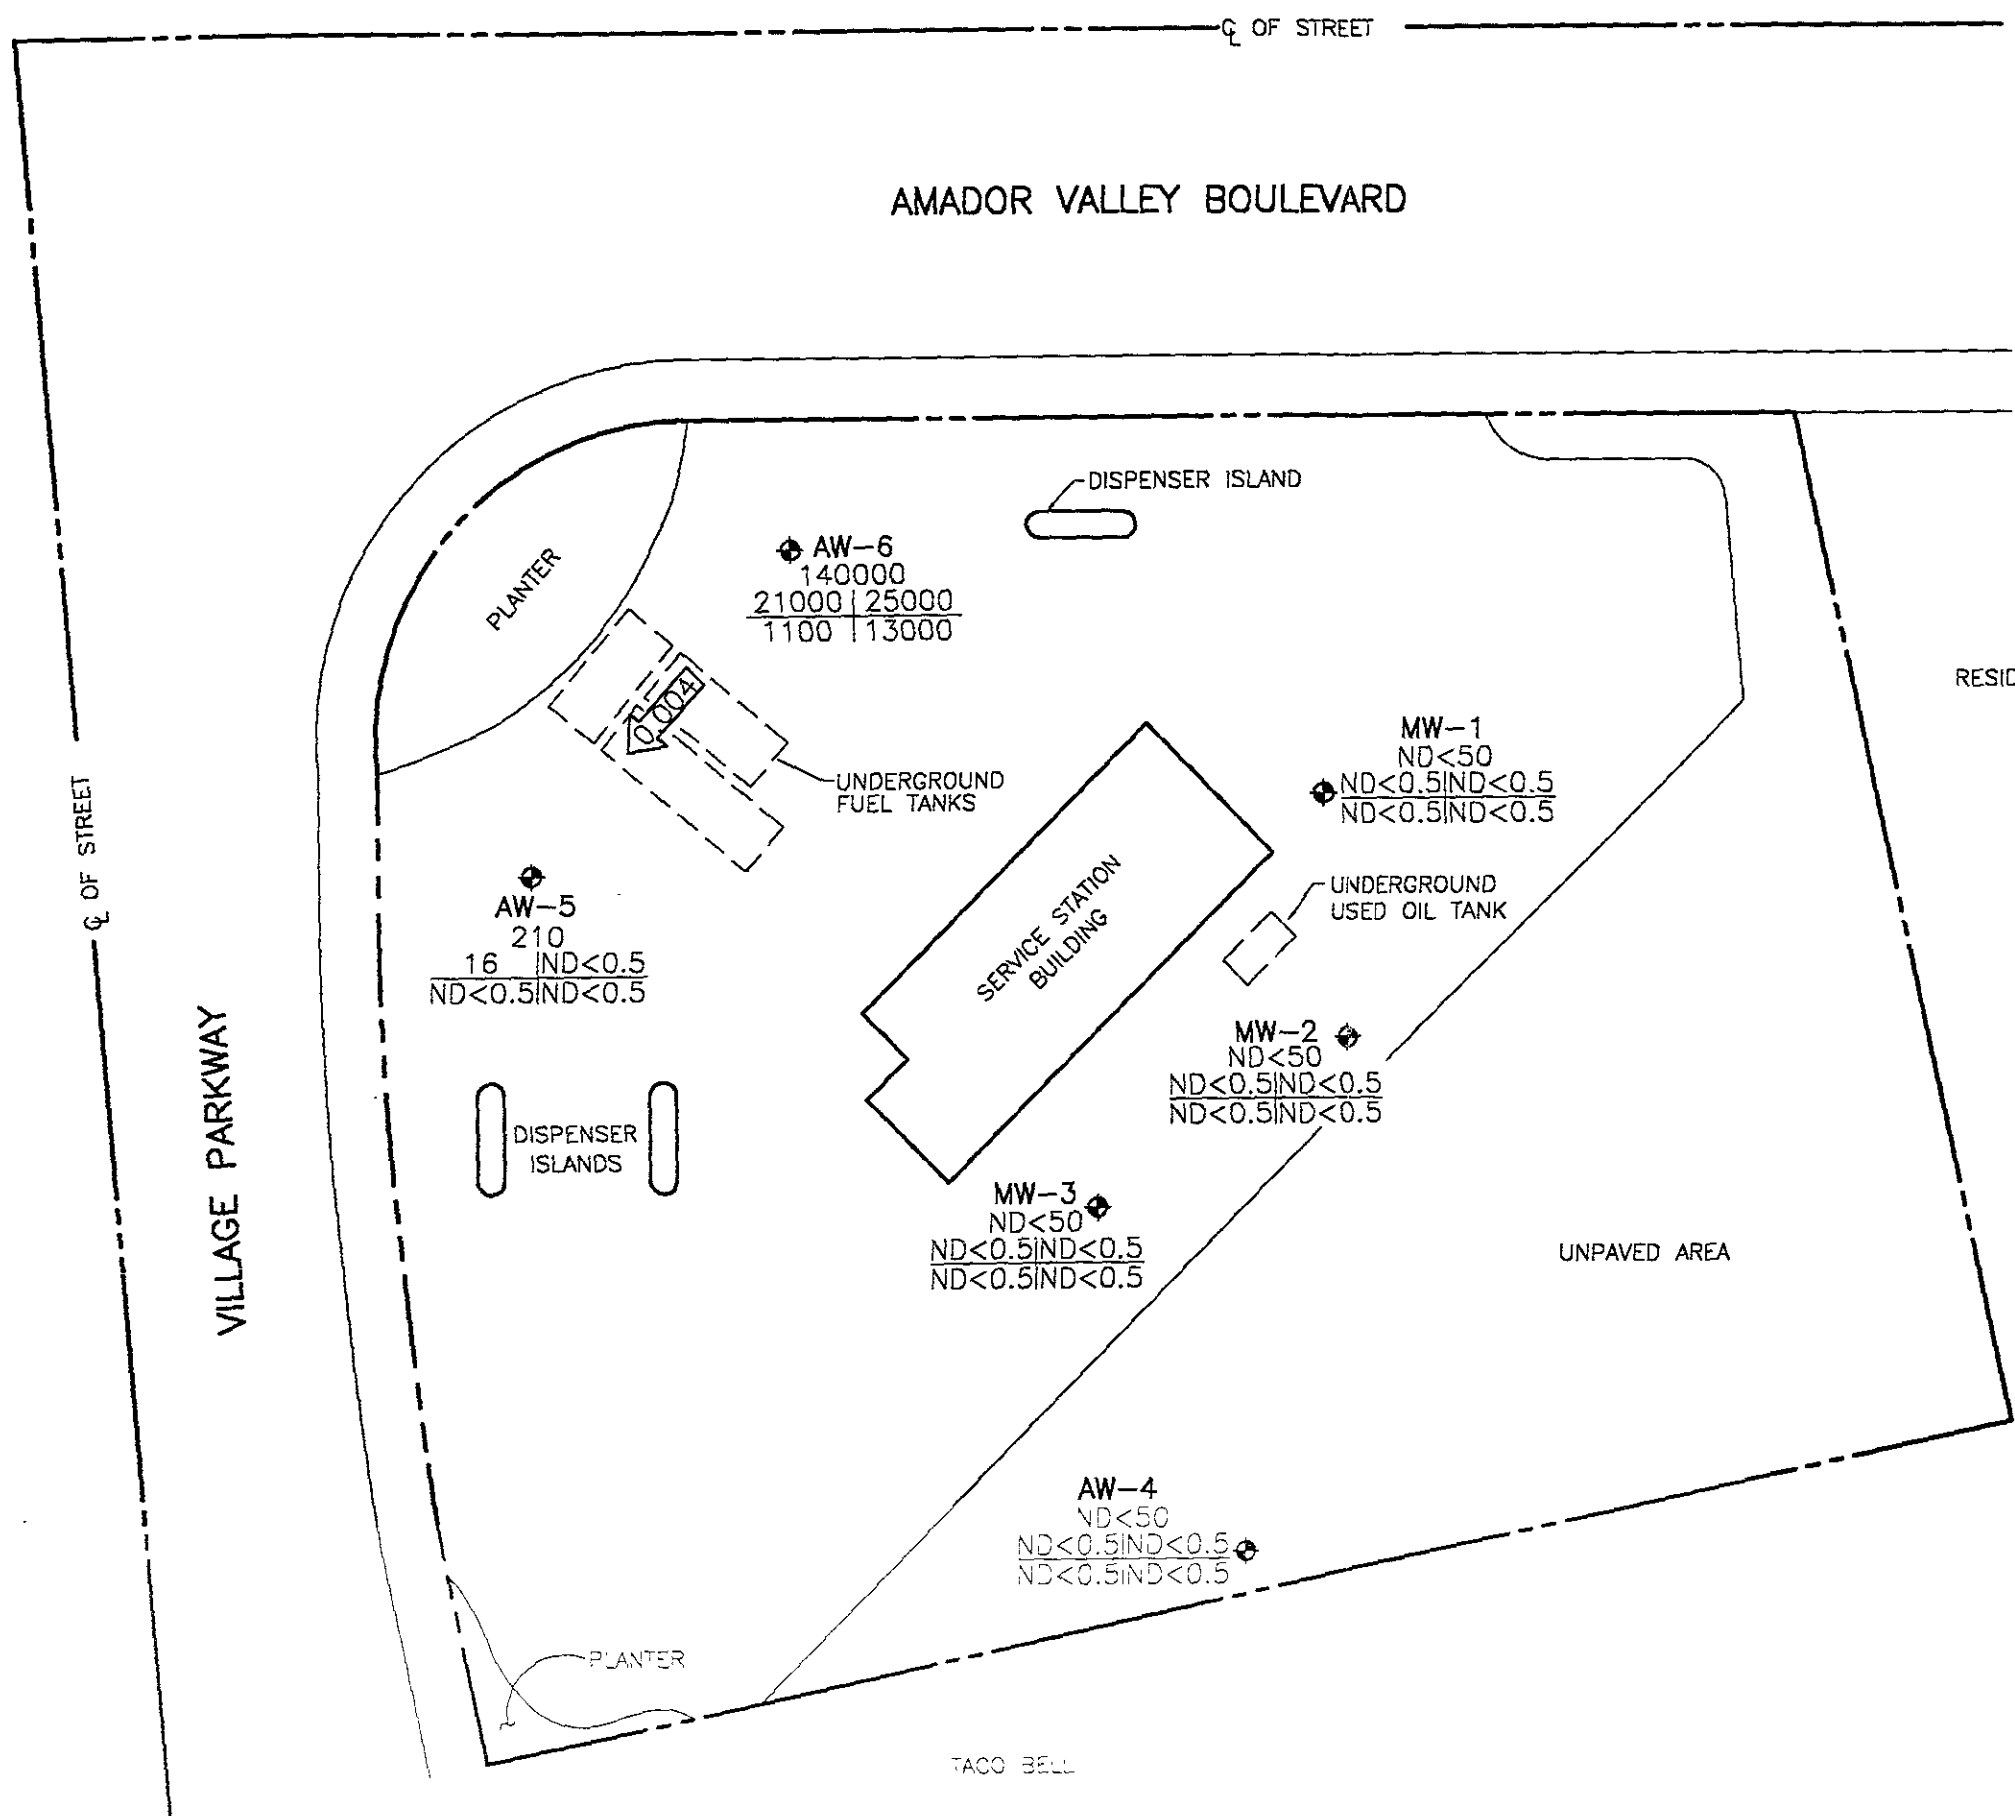 ℄ OF STREET
AMADOR VALLEY BOULEVARD
DISPENSER ISLAND
PLANTER
AW-6
140000
21000 | 25000
1100 | 13000
0.004
UNDERGROUND
FUEL TANKS
RESID
MW-1
ND<50
ND<0.5|ND<0.5
ND<0.5|ND<0.5
℄ OF STREET
AW-5
210
16 |ND<0.5
ND<0.5|ND<0.5
SERVICE STATION
BUILDING
UNDERGROUND
USED OIL TANK
MW-2
ND<50
ND<0.5|ND<0.5
ND<0.5|ND<0.5
VILLAGE PARKWAY
DISPENSER
ISLANDS
MW-3
ND<50
ND<0.5|ND<0.5
ND<0.5|ND<0.5
UNPAVED AREA
AW-4
ND<50
ND<0.5|ND<0.5
ND<0.5|ND<0.5
PLANTER
TACO BELL